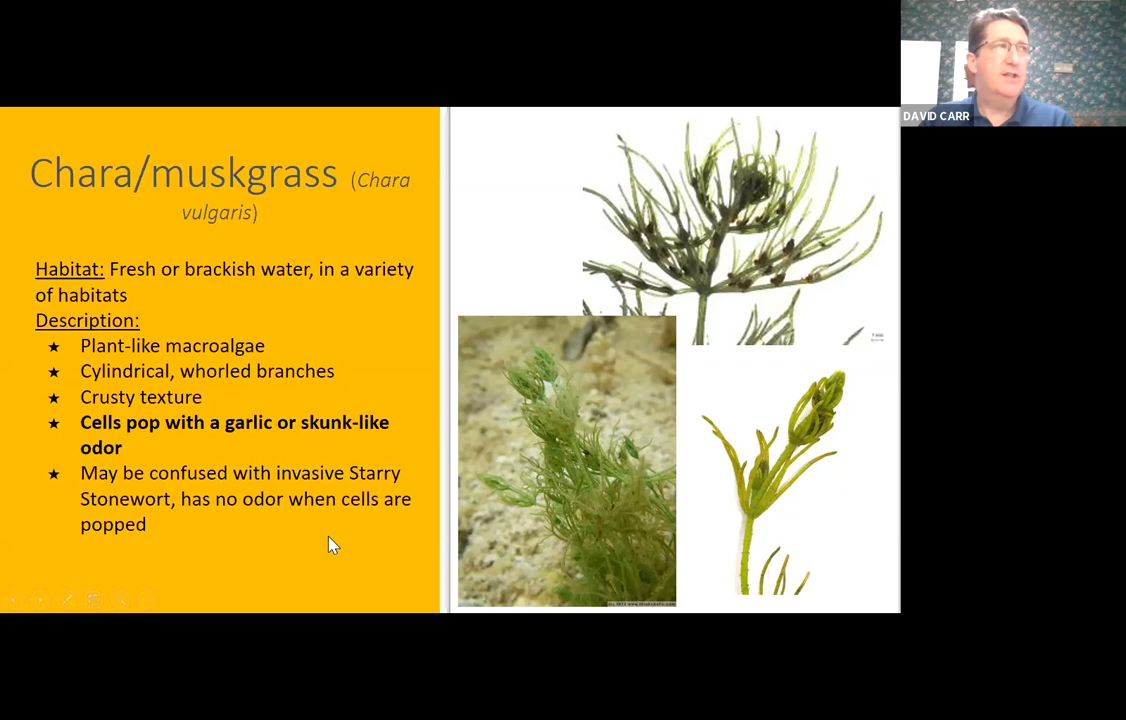 DAVID CARR
Chara/muskgrass (Chara
vulgaris)
Habitat: Fresh or brackish water, in a variety
of habitats
Description:
★ Plant-like macroalgae
★ Cylindrical, whorled branches
★ Crusty texture
★ Cells pop with a garlic or skunk-like
odor
★ May be confused with invasive Starry
Stonewort, has no odor when cells are
popped